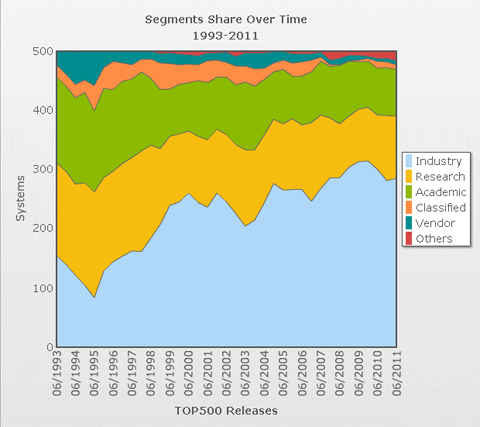 Segments Share Over Time
1993-2011
500
400
300
200
100
0
Systems
06/1993
06/1994
06/1995
06/1996
06/1997
06/1998
06/1999
06/2000
06/2001
06/2002
06/2003
06/2004
06/2005
06/2006
06/2007
06/2008
06/2009
06/2010
06/2011
TOP500 Releases
Industry
Research
Academic
Classified
Vendor
Others